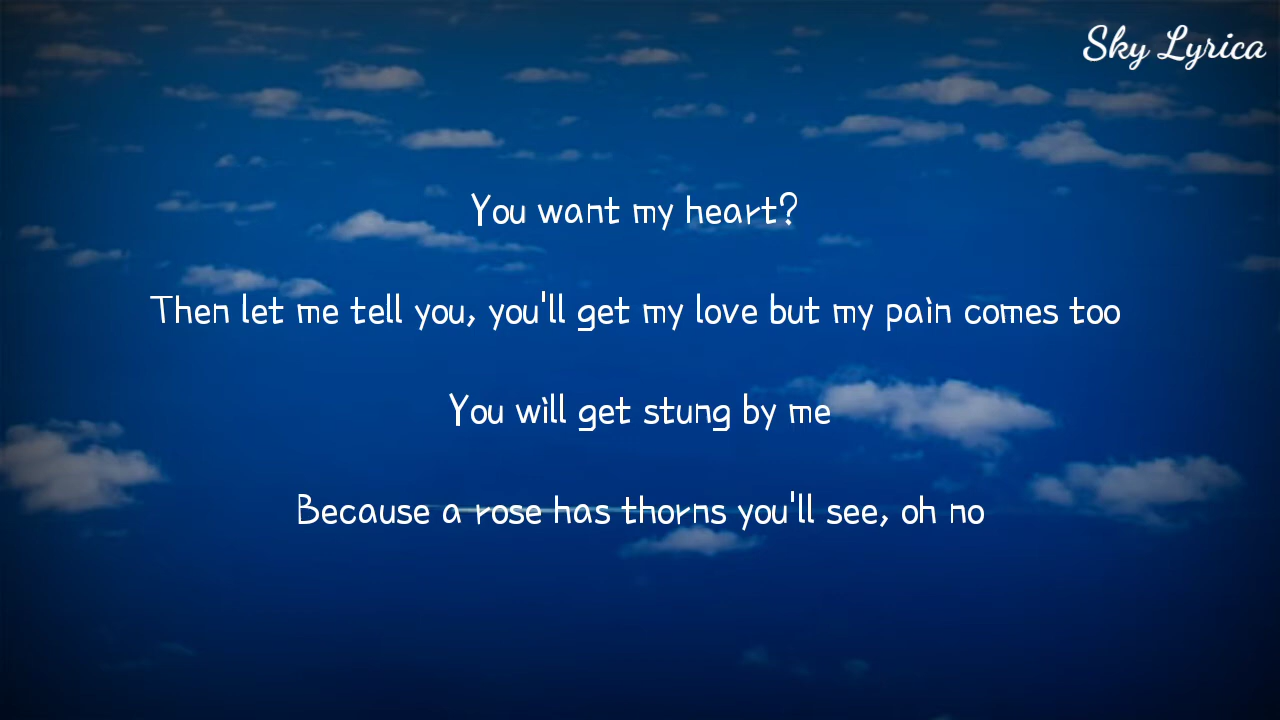 Sky Lyrica
You want my heart?
Then let me tell you, you'll get my love but my pain comes too
You will get stung by me
Because a rose has thorns you'll see, oh no